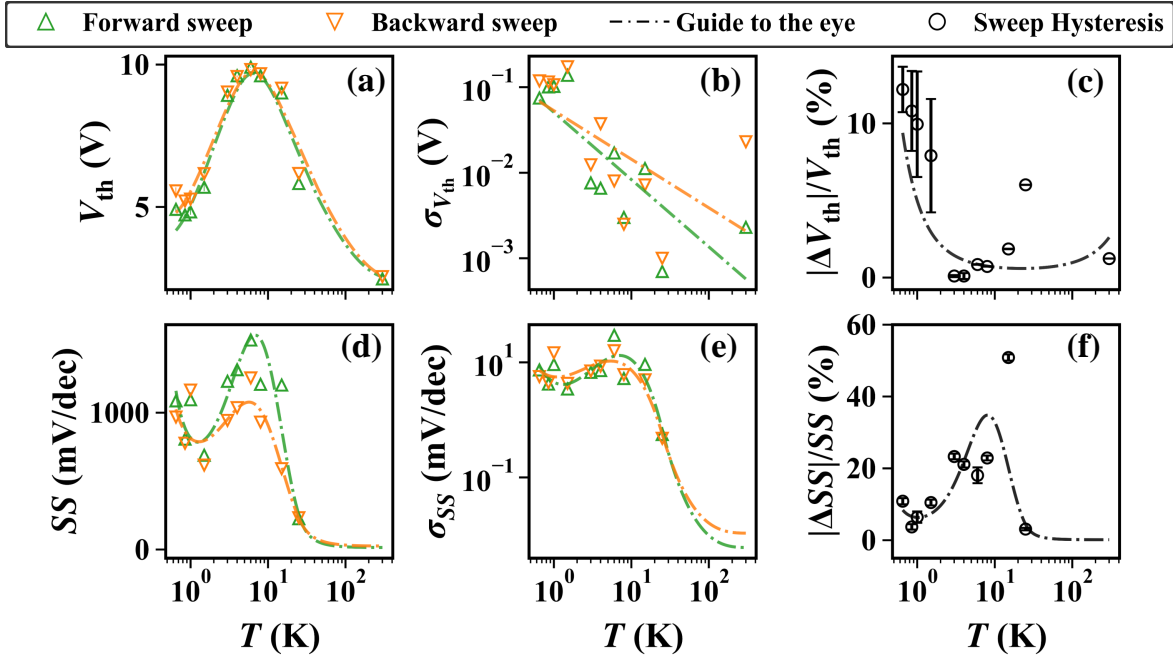 Forward sweep Backward sweep Guide to the eye Sweep Hysteresis
(a)
10
5
V_th (V)
(b)
10^-1
10^-2
10^-3
σ_V_th (V)
(c)
10
0
|ΔV_th|/V_th (%)
(d)
1000
0
SS (mV/dec)
10^0 10^1 10^2
T (K)
(e)
10^1
10^-1
σ_SS (mV/dec)
10^0 10^1 10^2
T (K)
(f)
60
40
20
0
|ΔSS|/SS (%)
10^0 10^1 10^2
T (K)